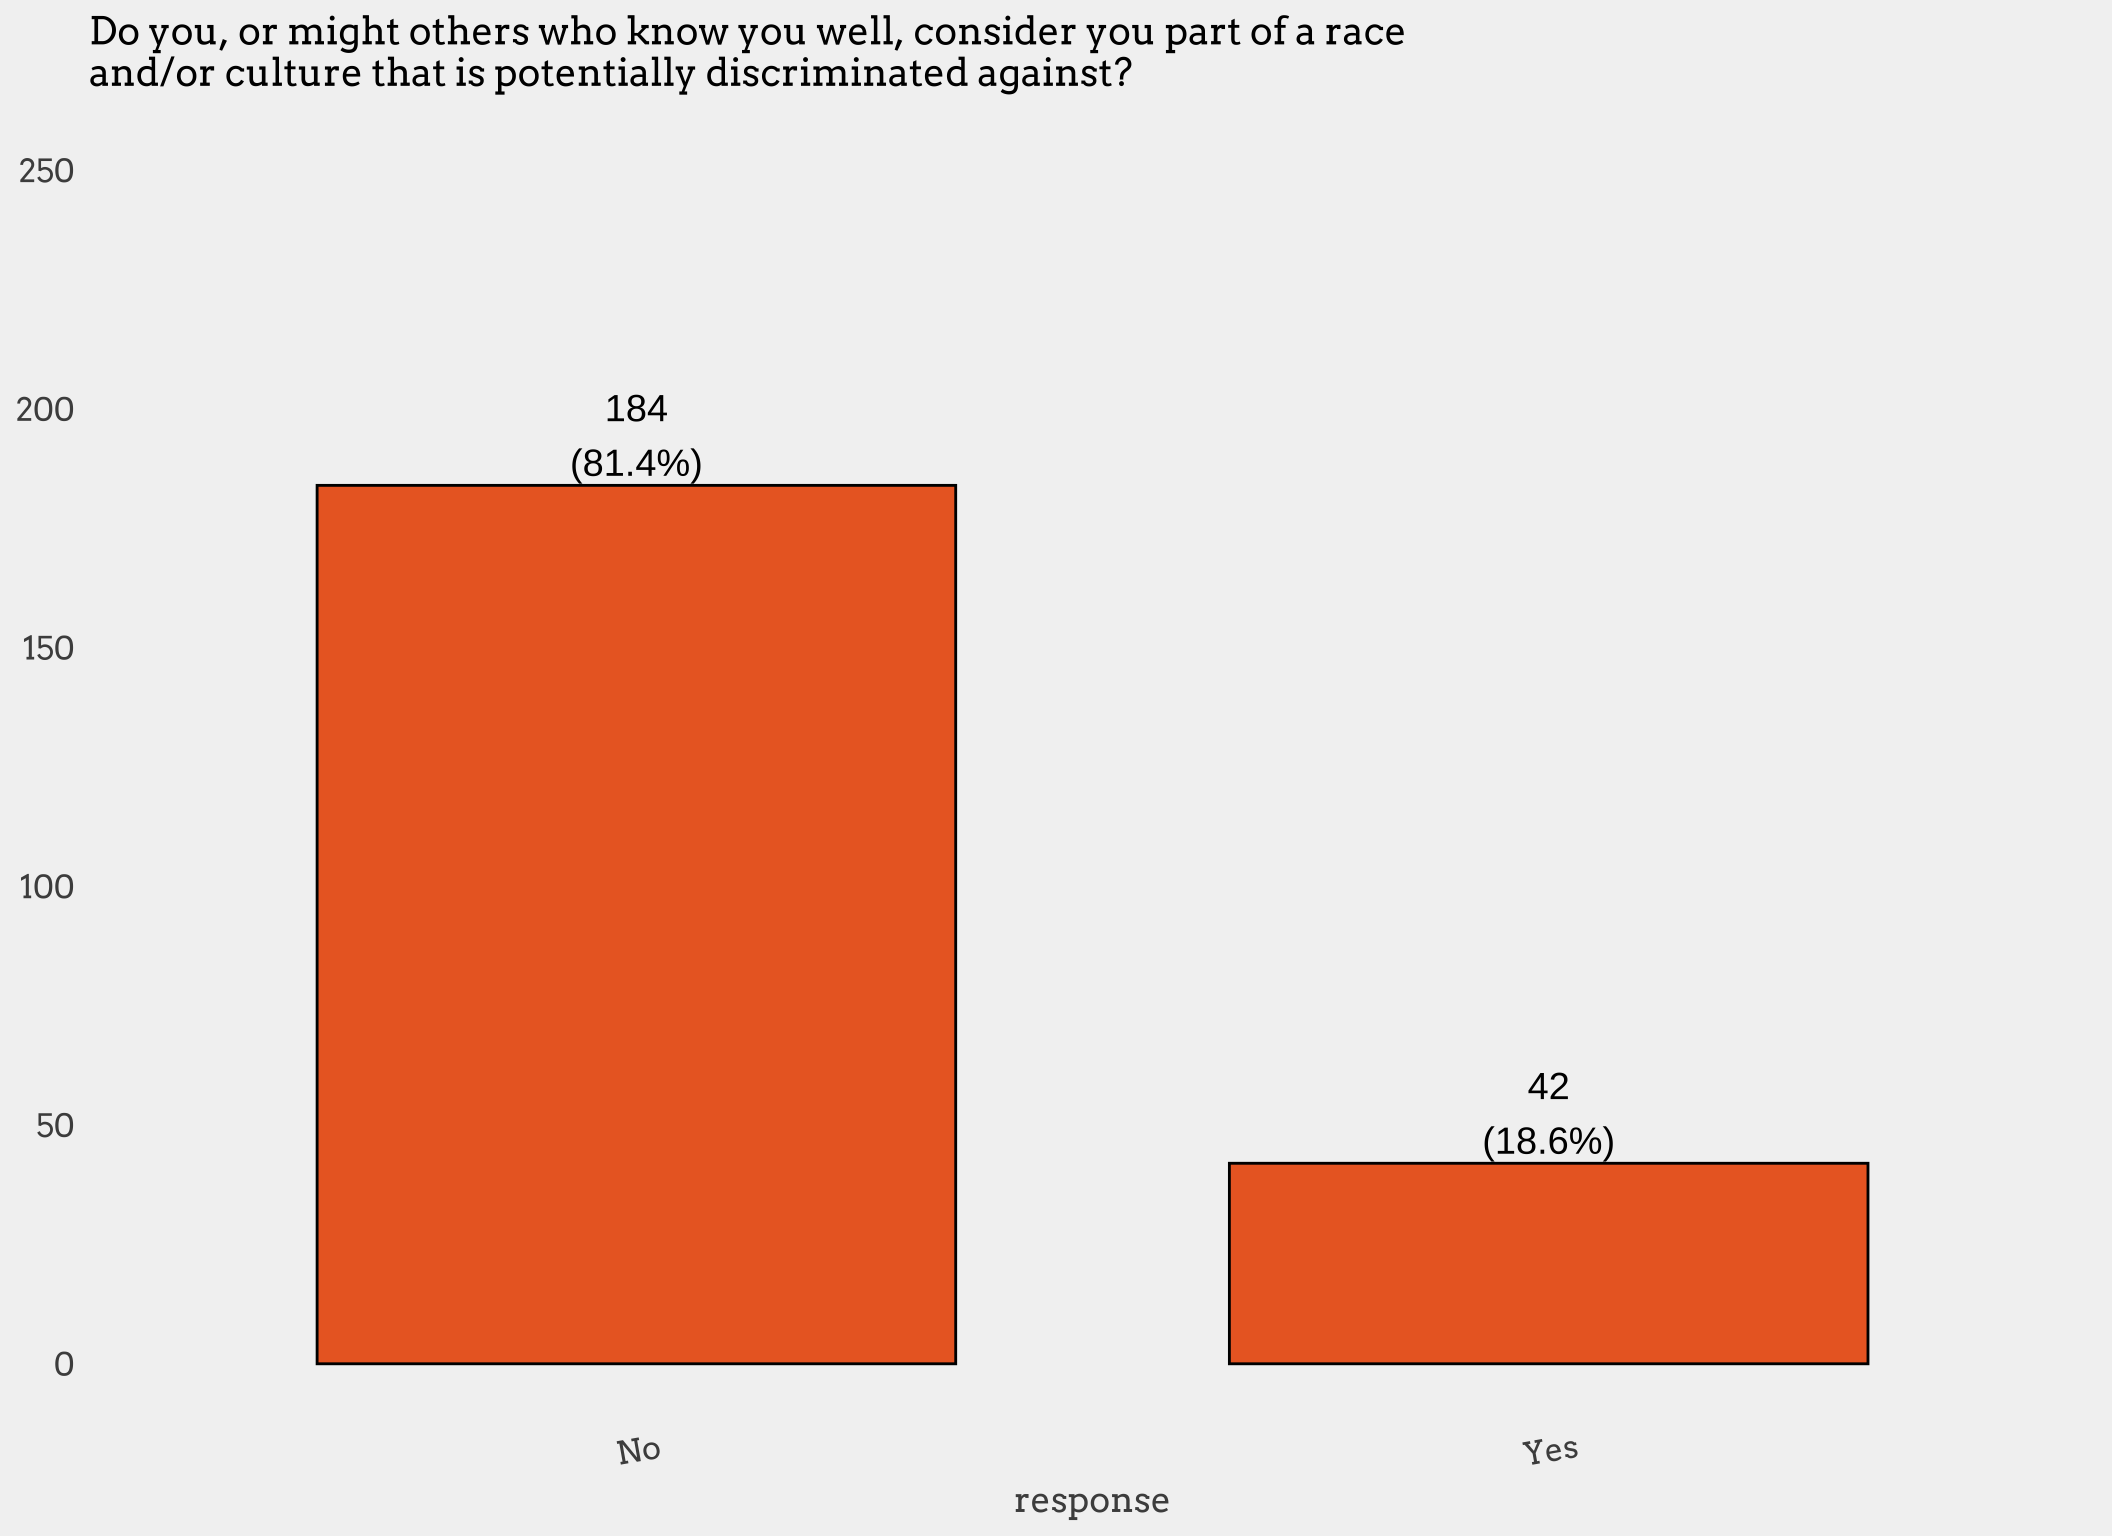 Do you, or might others who know you well, consider you part of a race
and/or culture that is potentially discriminated against?
250
200
150
100
50
0
184
(81.4%)
42
(18.6%)
No
Yes
response